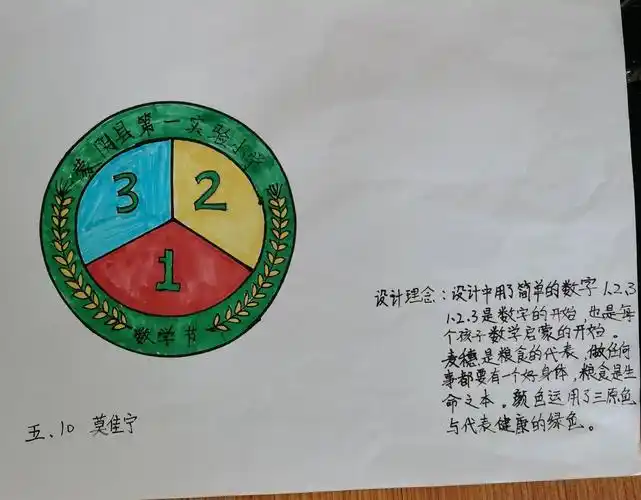 蒙阴县第一实验小学
3 2
1
数学节
设计理念：设计中用了简单的数字1.2.3
1.2.3是数字的开始，也是每
个孩子数学启蒙的开始。
麦穗是粮食的代表，做任何
事都要有一个好身体，粮食是生
命之本。颜色运用了三原色
与代表健康的绿色。
五、10 莫佳宁